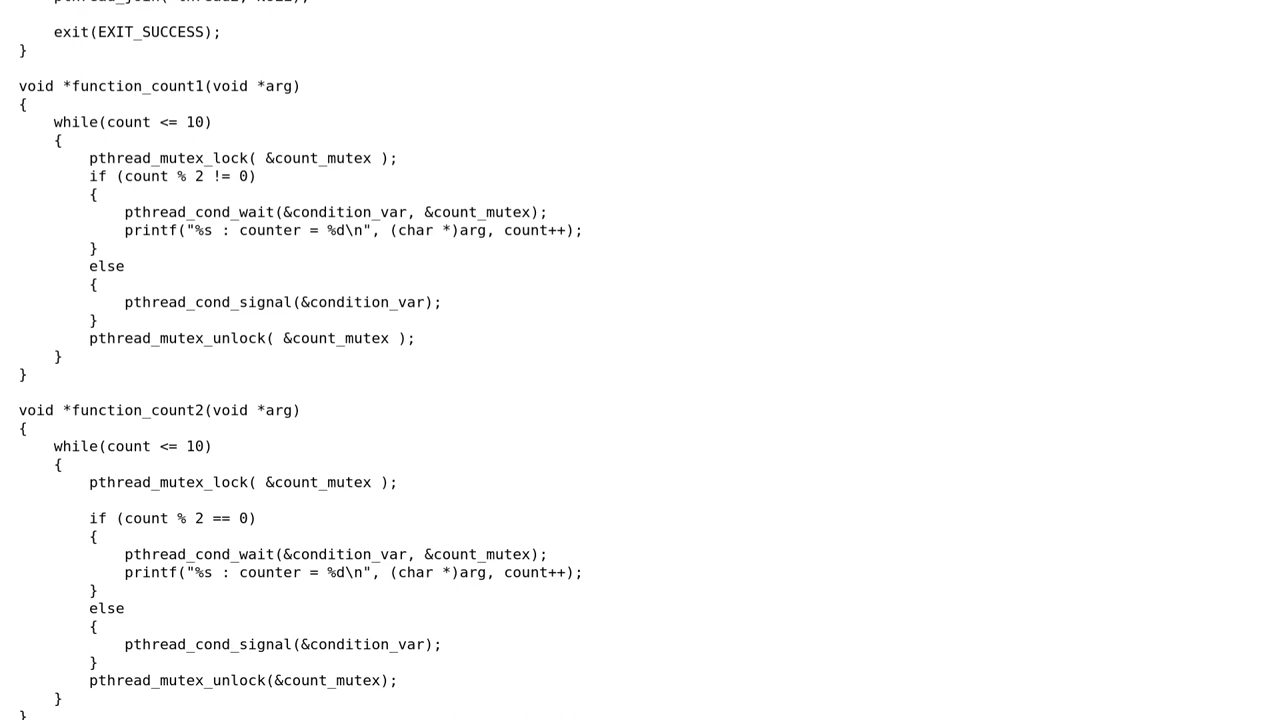 exit(EXIT_SUCCESS);
}

void *function_count1(void *arg)
{
    while(count <= 10)
    {
        pthread_mutex_lock( &count_mutex );
        if (count % 2 != 0)
        {
            pthread_cond_wait(&condition_var, &count_mutex);
            printf("%s : counter = %d\n", (char *)arg, count++);
        }
        else
        {
            pthread_cond_signal(&condition_var);
        }
        pthread_mutex_unlock( &count_mutex );
    }
}

void *function_count2(void *arg)
{
    while(count <= 10)
    {
        pthread_mutex_lock( &count_mutex );

        if (count % 2 == 0)
        {
            pthread_cond_wait(&condition_var, &count_mutex);
            printf("%s : counter = %d\n", (char *)arg, count++);
        }
        else
        {
            pthread_cond_signal(&condition_var);
        }
        pthread_mutex_unlock(&count_mutex);
    }
}